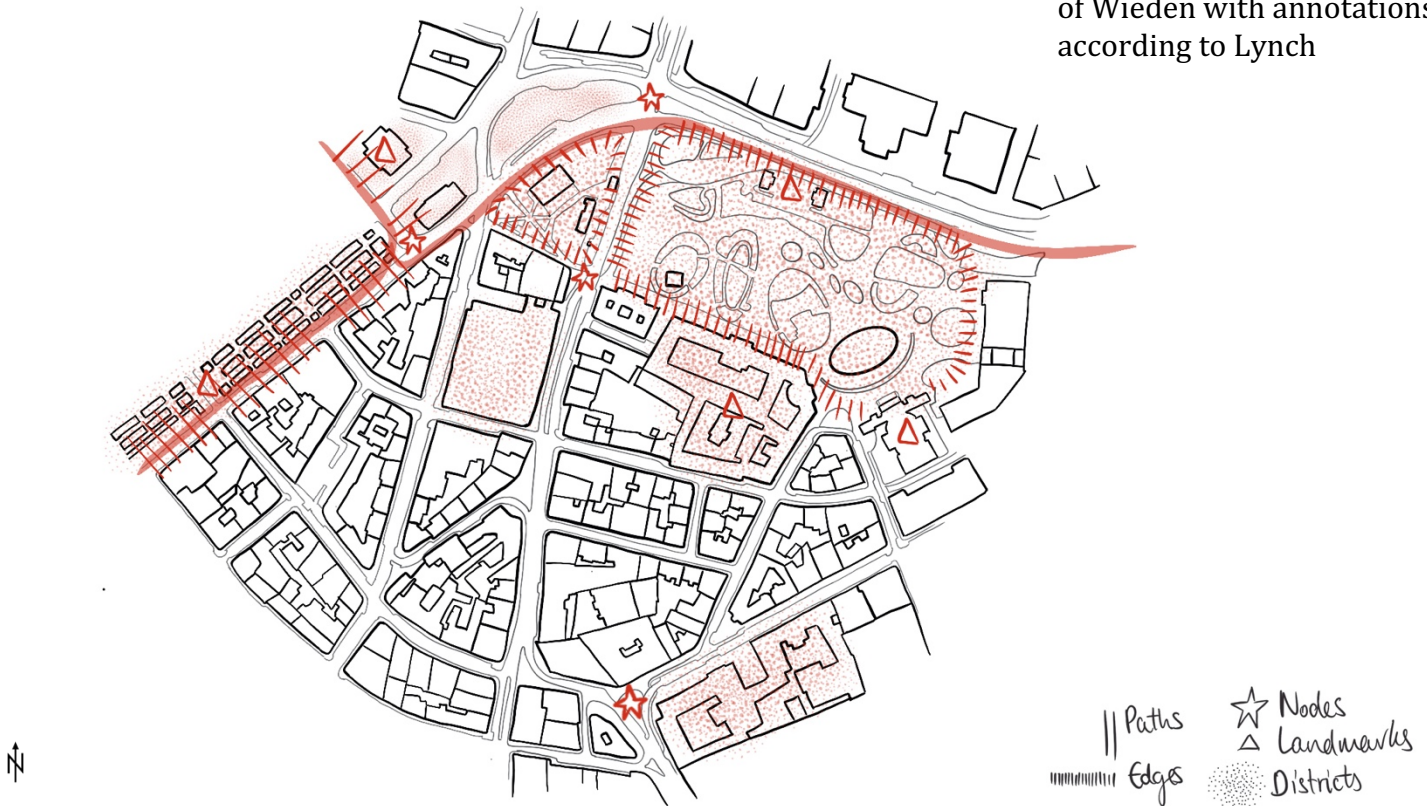 of Wieden with annotations
according to Lynch
N
Paths
Edges
Nodes
Landmarks
Districts